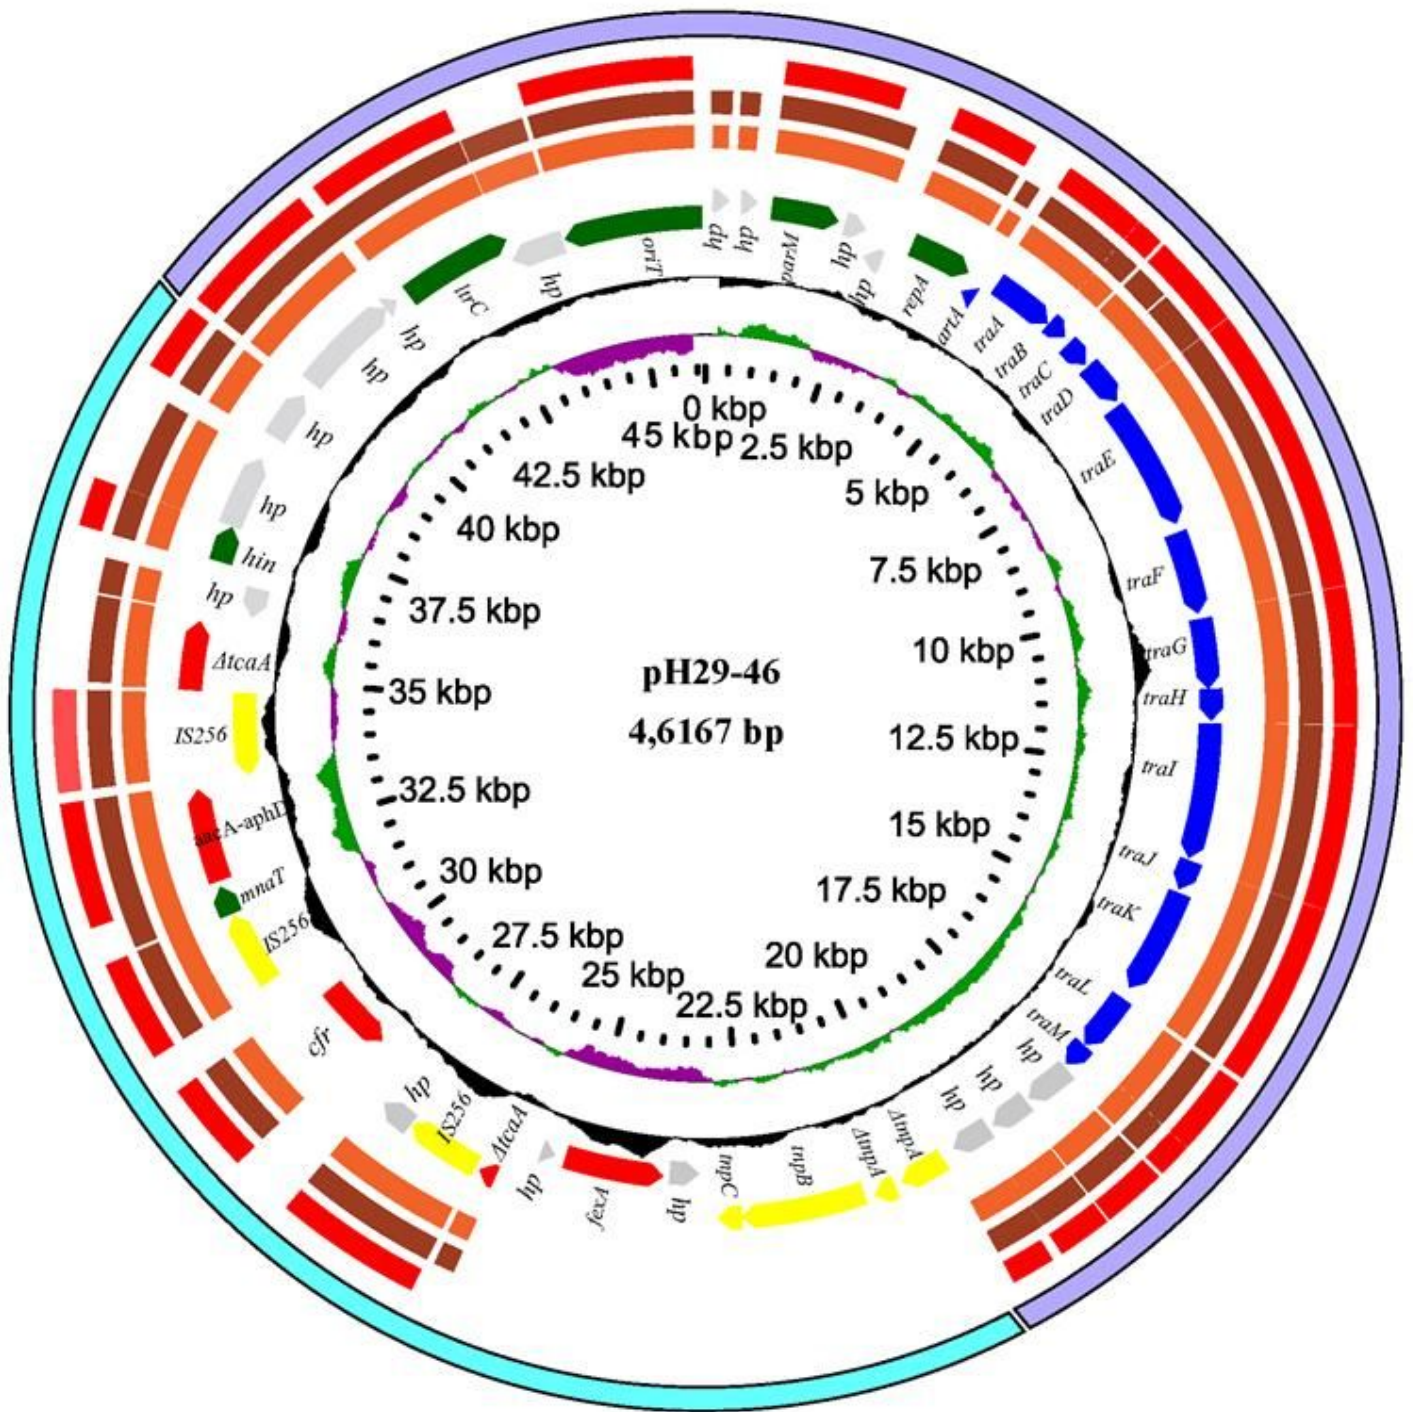 pH29-46
4,6167 bp
0 kbp
2.5 kbp
5 kbp
7.5 kbp
10 kbp
12.5 kbp
15 kbp
17.5 kbp
20 kbp
22.5 kbp
25 kbp
27.5 kbp
30 kbp
32.5 kbp
35 kbp
37.5 kbp
40 kbp
42.5 kbp
45 kbp
hp
hp
parM
hp
hp
repA
artA
traA
traB
traC
traD
traE
traF
traG
traH
traI
traJ
traK
traL
traM
hp
hp
hp
ΔtnpA
ΔtnpA
tnpB
tnpC
hp
fexA
hp
ΔtcaA
IS256
hp
cfr
IS256
mnaT
aacA-aphD
IS256
ΔtcaA
hp
hin
hp
hp
hp
hp
ltrC
hp
oriT